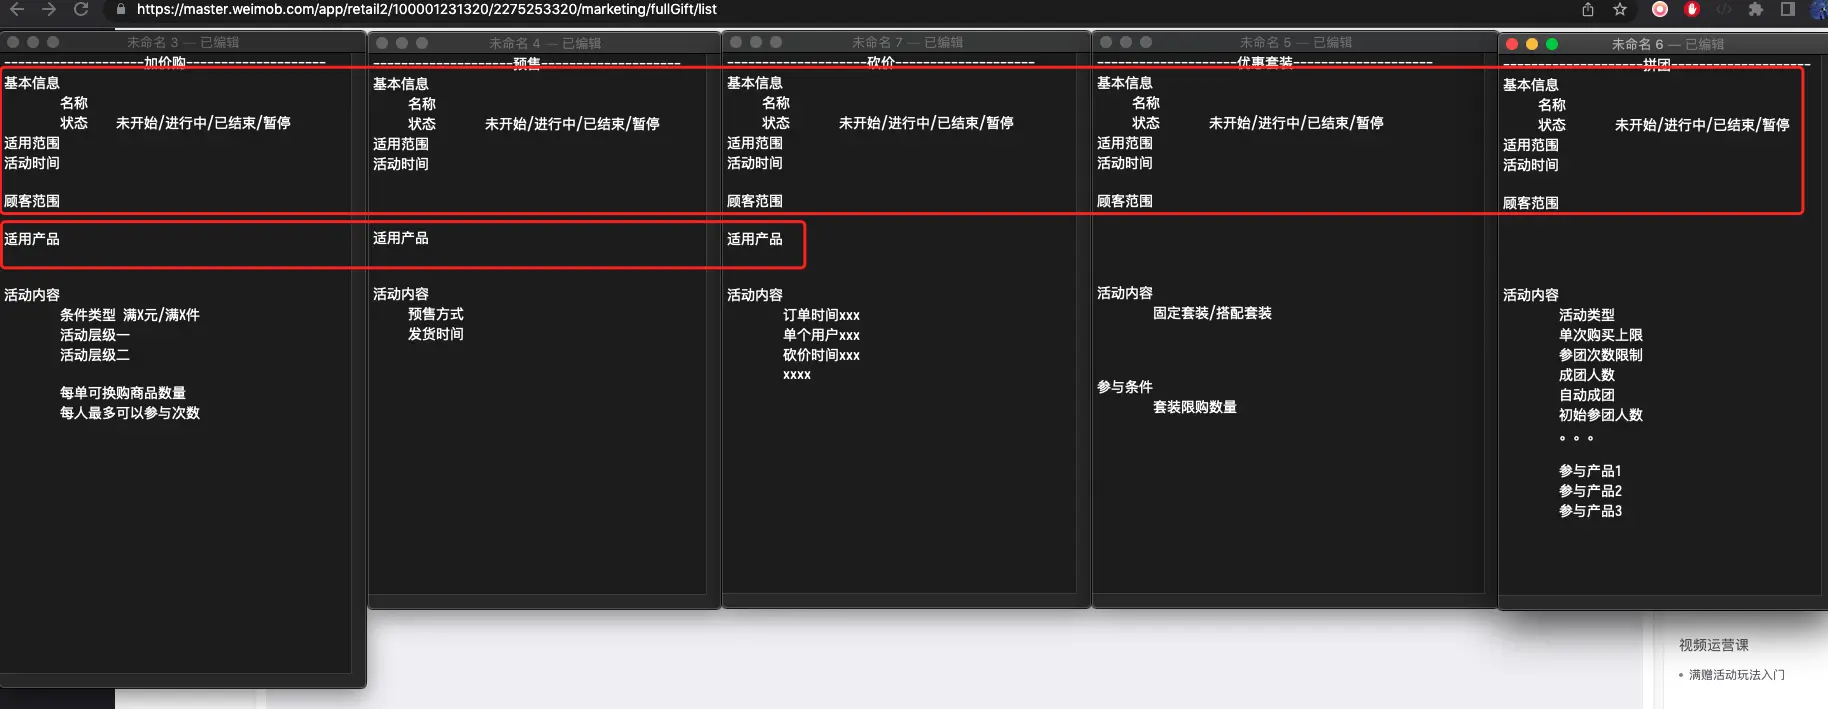 https://master.weimob.com/app/retail2/100001231320/2275253320/marketing/fullGift/list
未命名 3 — 已编辑
--------------------加价购--------------------
基本信息
名称
状态 未开始/进行中/已结束/暂停
适用范围
活动时间
顾客范围
适用产品
活动内容
条件类型 满X元/满X件
活动层级一
活动层级二
每单可换购商品数量
每人最多可以参与次数
未命名 4 — 已编辑
--------------------预售--------------------
基本信息
名称
状态 未开始/进行中/已结束/暂停
适用范围
活动时间
适用产品
活动内容
预售方式
发货时间
未命名 7 — 已编辑
--------------------砍价--------------------
基本信息
名称
状态 未开始/进行中/已结束/暂停
适用范围
活动时间
顾客范围
适用产品
活动内容
订单时间xxx
单个用户xxx
砍价时间xxx
xxxx
未命名 5 — 已编辑
--------------------优惠套装--------------------
基本信息
名称
状态 未开始/进行中/已结束/暂停
适用范围
活动时间
顾客范围
活动内容
固定套装/搭配套装
参与条件
套装限购数量
未命名 6 — 已编辑
--------------------拼团--------------------
基本信息
名称
状态 未开始/进行中/已结束/暂停
适用范围
活动时间
顾客范围
活动内容
活动类型
单次购买上限
参团次数限制
成团人数
自动成团
初始参团人数
。。。
参与产品1
参与产品2
参与产品3
视频运营课
• 满赠活动玩法入门